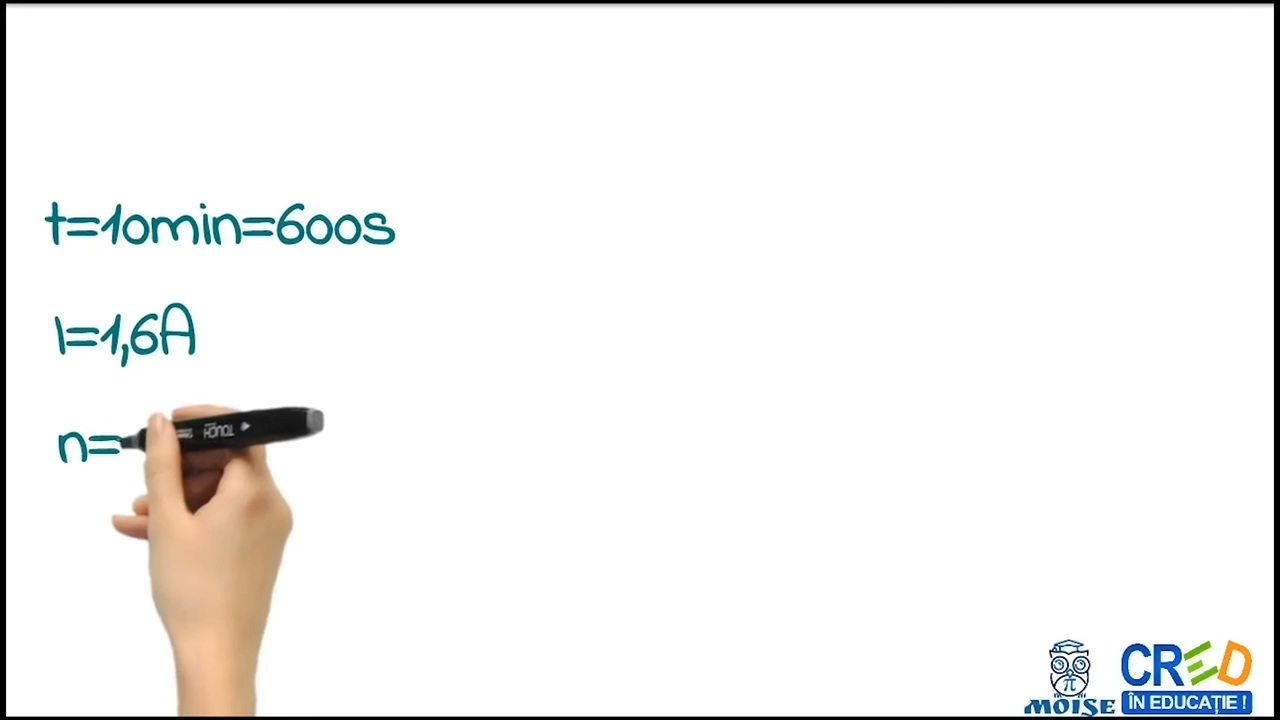 t=10min=600s
I=1,6A
n=
TOUCH
π
MOISE
CRED
ÎN EDUCAȚIE !